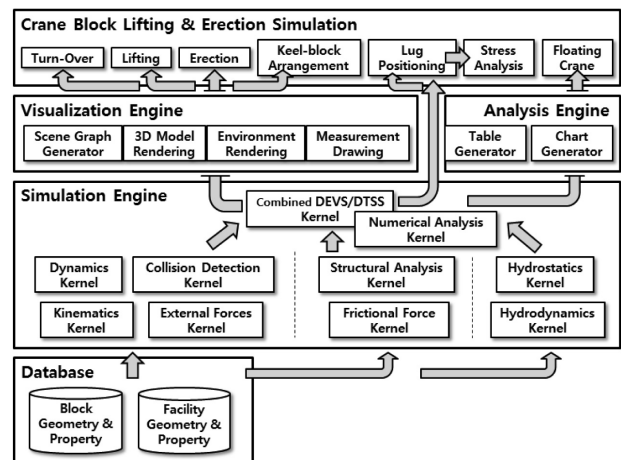 Crane Block Lifting & Erection Simulation
Turn-Over
Lifting
Erection
Keel-block
Arrangement
Lug
Positioning
Stress
Analysis
Floating
Crane
Visualization Engine
Scene Graph
Generator
3D Model
Rendering
Environment
Rendering
Measurement
Drawing
Analysis Engine
Table
Generator
Chart
Generator
Simulation Engine
Combined DEVS/DTSS
Kernel
Numerical Analysis
Kernel
Dynamics
Kernel
Collision Detection
Kernel
Structural Analysis
Kernel
Hydrostatics
Kernel
Kinematics
Kernel
External Forces
Kernel
Frictional Force
Kernel
Hydrodynamics
Kernel
Database
Block
Geometry &
Property
Facility
Geometry &
Property